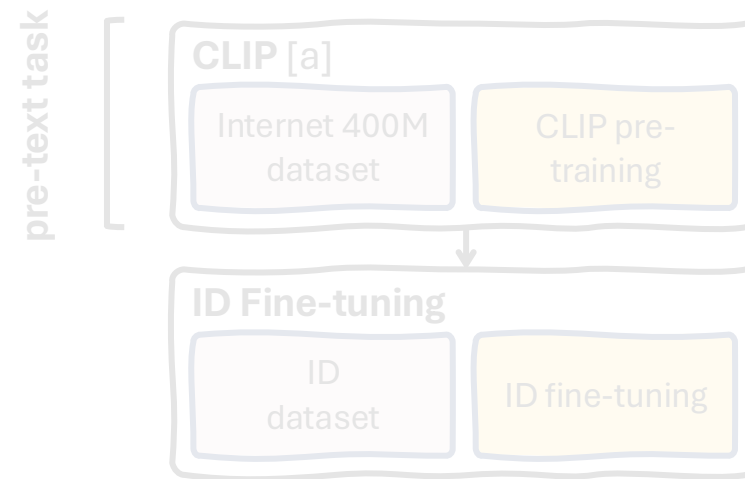 pre-text task
CLIP [a]
Internet 400M
dataset
CLIP pre-
training
ID Fine-tuning
ID
dataset
ID fine-tuning